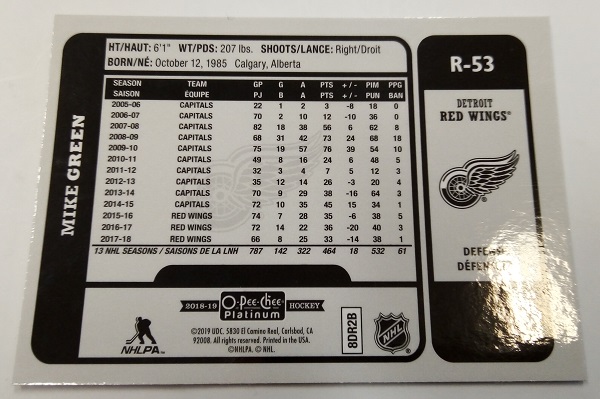 HT/HAUT: 6'1" WT/PDS: 207 lbs. SHOOTS/LANCE: Right/Droit
BORN/NÉ: October 12, 1985 Calgary, Alberta
SEASON TEAM GP G A PTS + / - PIM PPG
SAISON ÉQUIPE PJ B A PTS + / - PUN BAN
2005-06 CAPITALS 22 1 2 3 -8 18 0
2006-07 CAPITALS 70 2 10 12 -10 36 0
2007-08 CAPITALS 82 18 38 56 6 62 8
2008-09 CAPITALS 68 31 42 73 24 68 18
2009-10 CAPITALS 75 19 57 76 39 54 10
2010-11 CAPITALS 49 8 16 24 6 48 5
2011-12 CAPITALS 32 3 4 7 5 12 3
2012-13 CAPITALS 35 12 14 26 -3 20 4
2013-14 CAPITALS 70 9 29 38 -16 64 3
2014-15 CAPITALS 72 10 35 45 15 34 1
2015-16 RED WINGS 74 7 28 35 -6 38 5
2016-17 RED WINGS 72 14 22 36 -20 40 3
2017-18 RED WINGS 66 8 25 33 -14 38 1
13 NHL SEASONS / SAISONS DE LA LNH 787 142 322 464 18 532 61
MIKE GREEN
R-53
DETROIT
RED WINGS®
DEFENSE
DÉFENSE
2018-19 O-Pee-Chee HOCKEY
Platinum
©2019 UDC. 5830 El Camino Real, Carlsbad, CA
92008. All rights reserved. Printed in the USA.
©NHLPA. © NHL.
NHLPA™
8DR2B
NHL